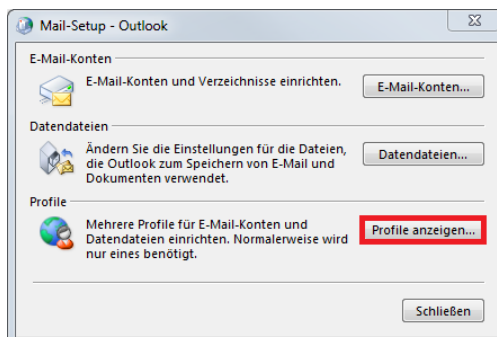 Mail-Setup - Outlook
E-Mail-Konten
E-Mail-Konten und Verzeichnisse einrichten.
E-Mail-Konten...
Datendateien
Ändern Sie die Einstellungen für die Dateien,
die Outlook zum Speichern von E-Mail und
Dokumenten verwendet.
Datendateien...
Profile
Mehrere Profile für E-Mail-Konten und
Datendateien einrichten. Normalerweise wird
nur eines benötigt.
Profile anzeigen...
Schließen